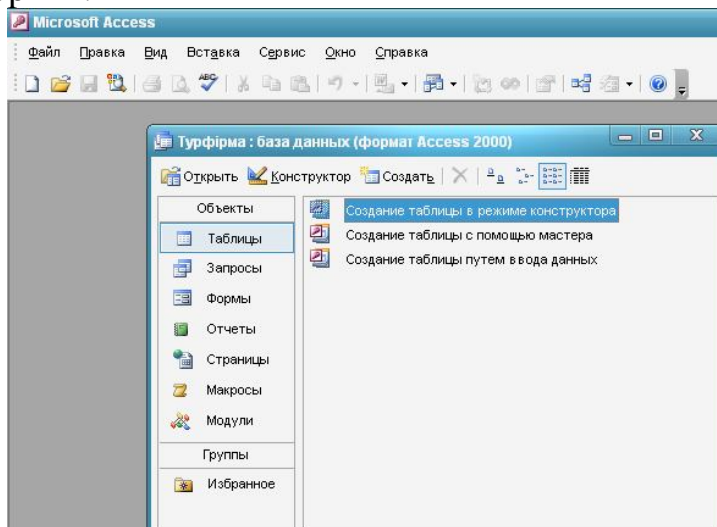 Microsoft Access
Файл Правка Вид Вставка Сервис Окно Справка
Турфірма : база данных (формат Access 2000)
Открыть Конструктор Создать
Объекты
Таблицы
Запросы
Формы
Отчеты
Страницы
Макросы
Модули
Группы
Избранное
Создание таблицы в режиме конструктора
Создание таблицы с помощью мастера
Создание таблицы путем ввода данных